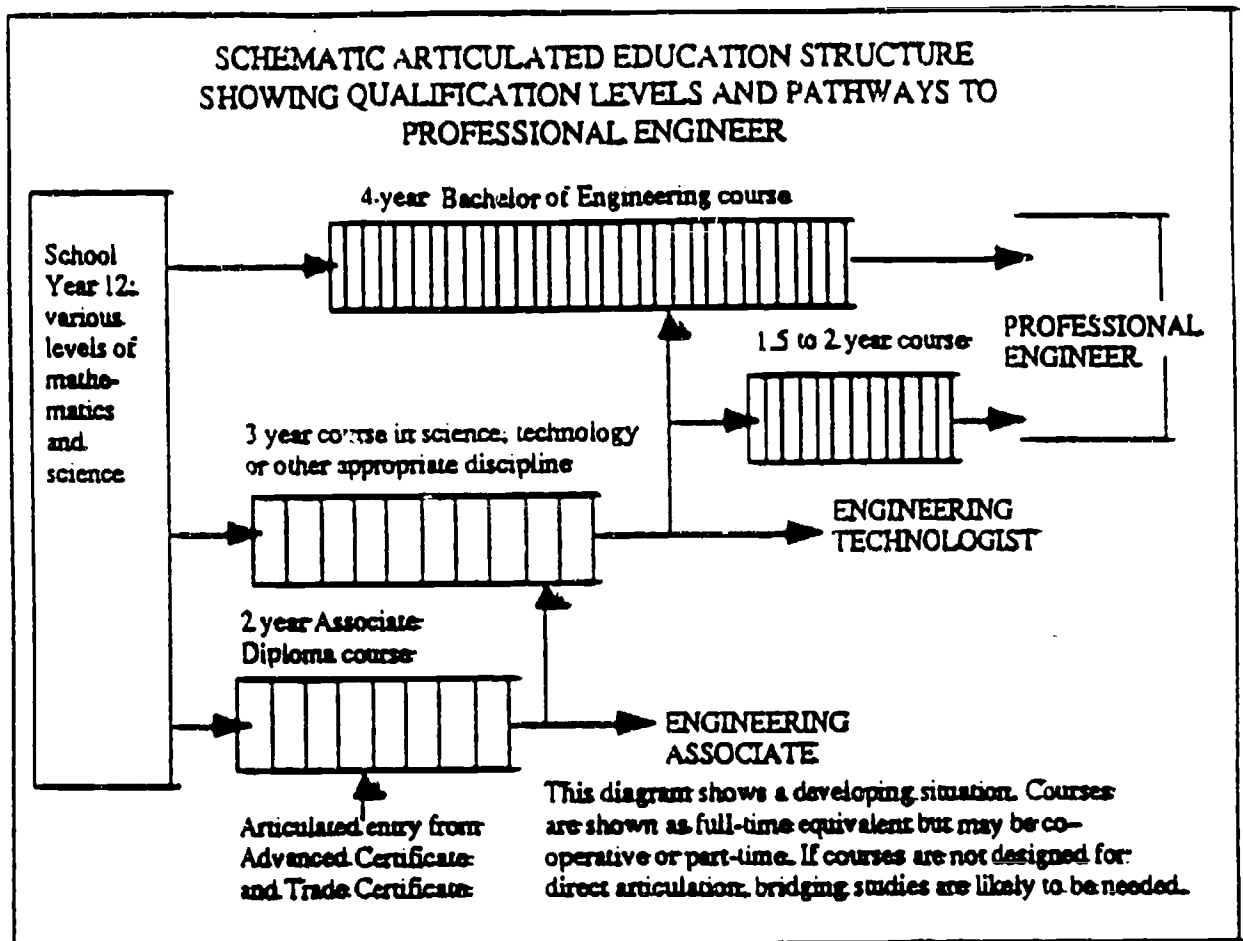 SCHEMATIC ARTICULATED EDUCATION STRUCTURE
SHOWING QUALIFICATION LEVELS AND PATHWAYS TO
PROFESSIONAL ENGINEER
4-year Bachelor of Engineering course
School
Year 12:
various
levels of
mathe-
matics
and
science
PROFESSIONAL
ENGINEER
1.5 to 2 year course
3 year course in science, technology
or other appropriate discipline
ENGINEERING
TECHNOLOGIST
2 year Associate
Diploma course
ENGINEERING
ASSOCIATE
Articulated entry from
Advanced Certificate
and Trade Certificate
This diagram shows a developing situation. Courses
are shown as full-time equivalent but may be co-
operative or part-time. If courses are not designed for
direct articulation, bridging studies are likely to be needed.